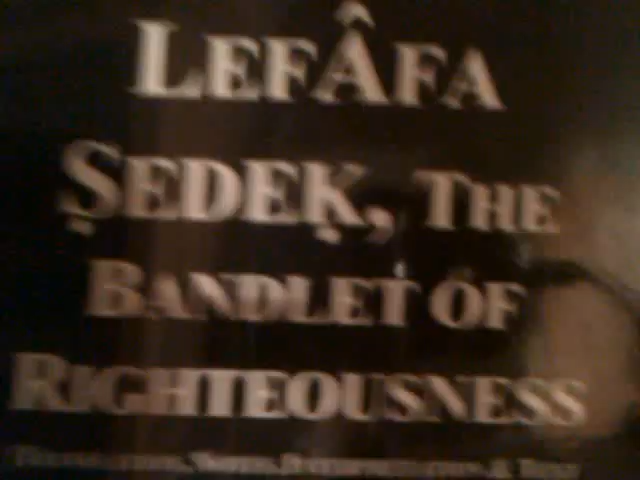 LEFÂFA
ṢEDEḲ, THE
BANDLET OF
RIGHTEOUSNESS